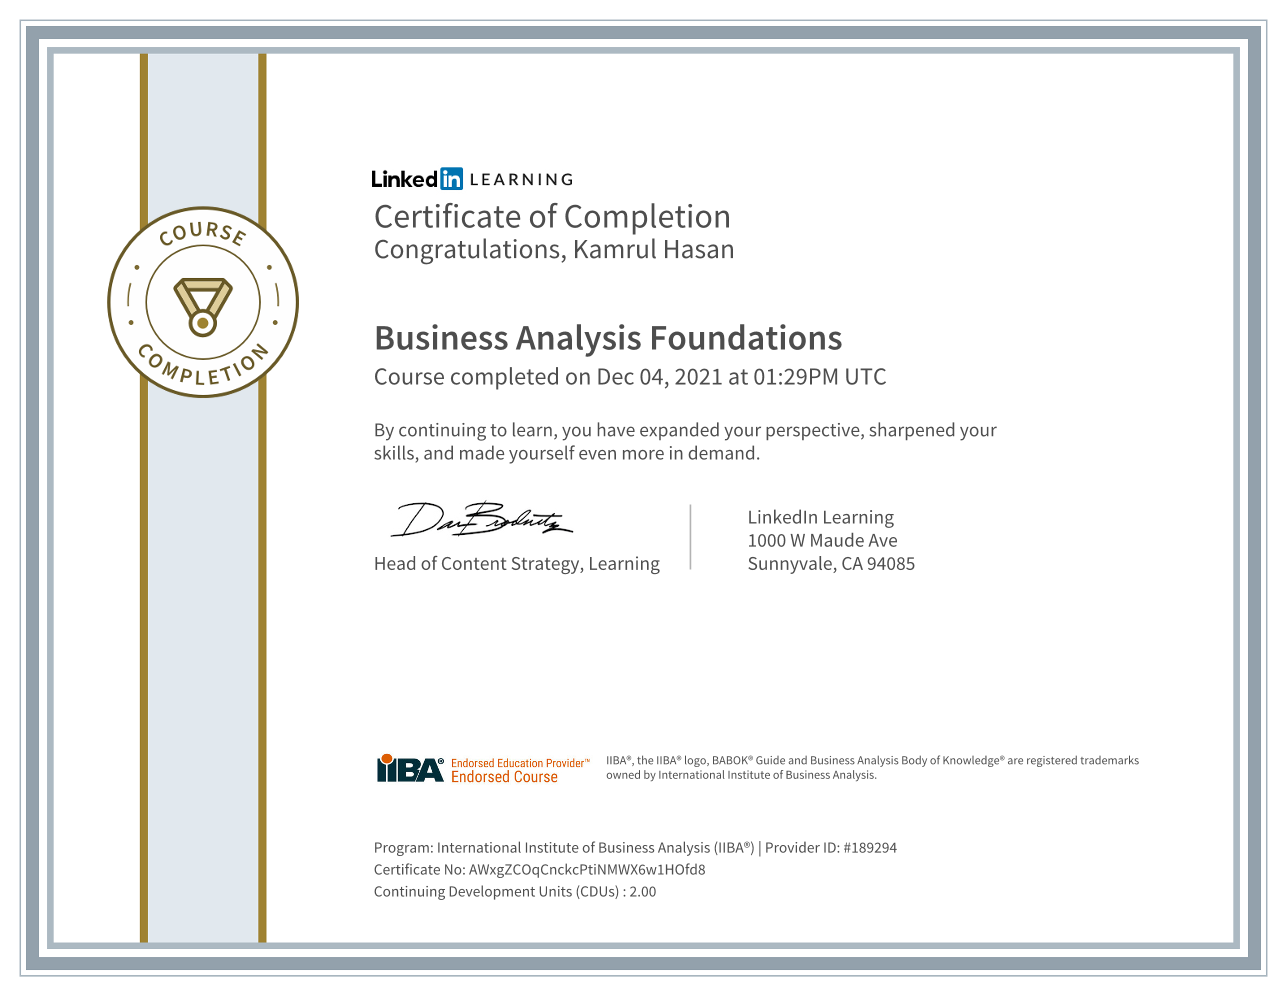 COURSE
COMPLETION
Linked in LEARNING
Certificate of Completion
Congratulations, Kamrul Hasan
Business Analysis Foundations
Course completed on Dec 04, 2021 at 01:29PM UTC
By continuing to learn, you have expanded your perspective, sharpened your
skills, and made yourself even more in demand.
Dan Brodnitz
Head of Content Strategy, Learning
LinkedIn Learning
1000 W Maude Ave
Sunnyvale, CA 94085
IIBA® Endorsed Education Provider™
Endorsed Course
IIBA®, the IIBA® logo, BABOK® Guide and Business Analysis Body of Knowledge® are registered trademarks
owned by International Institute of Business Analysis.
Program: International Institute of Business Analysis (IIBA®) | Provider ID: #189294
Certificate No: AWxgZCOqCnckcPtiNMWX6w1HOfd8
Continuing Development Units (CDUs) : 2.00